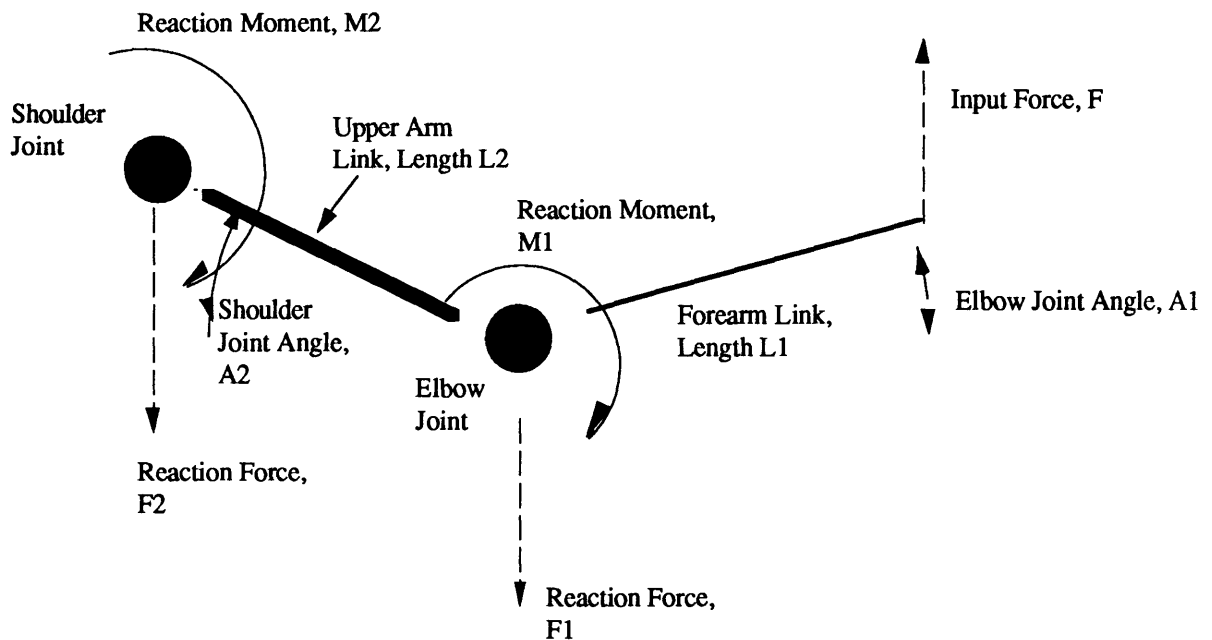 Reaction Moment, M2
Shoulder
Joint
Upper Arm
Link, Length L2
Input Force, F
Reaction Moment,
M1
Shoulder
Joint Angle,
A2
Forearm Link,
Length L1
Elbow Joint Angle, A1
Elbow
Joint
Reaction Force,
F2
Reaction Force,
F1